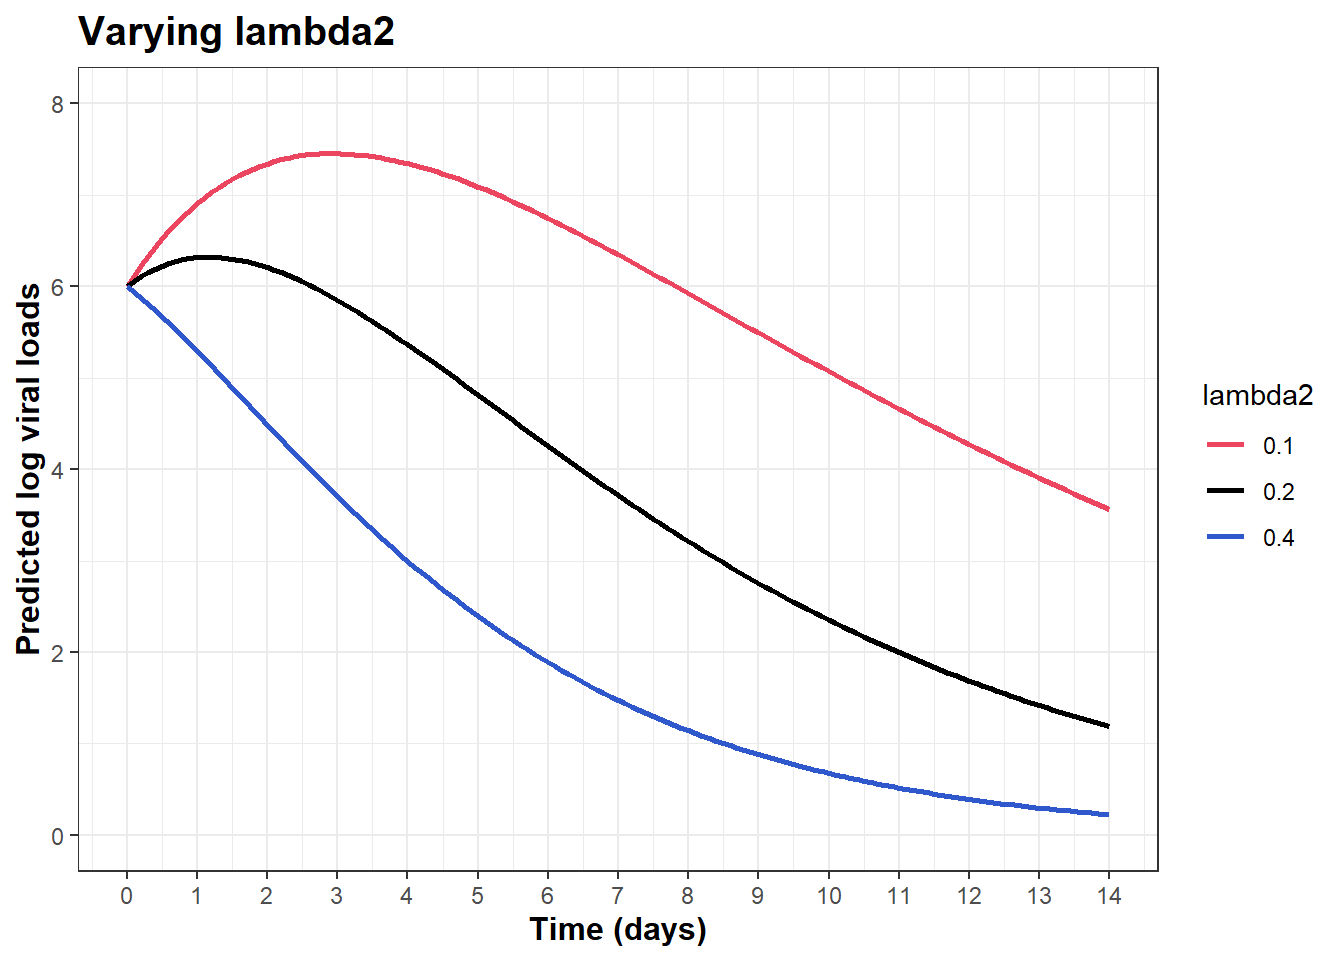 Varying lambda2
Predicted log viral loads
8
6
4
2
0
0 1 2 3 4 5 6 7 8 9 10 11 12 13 14
Time (days)
lambda2
0.1
0.2
0.4